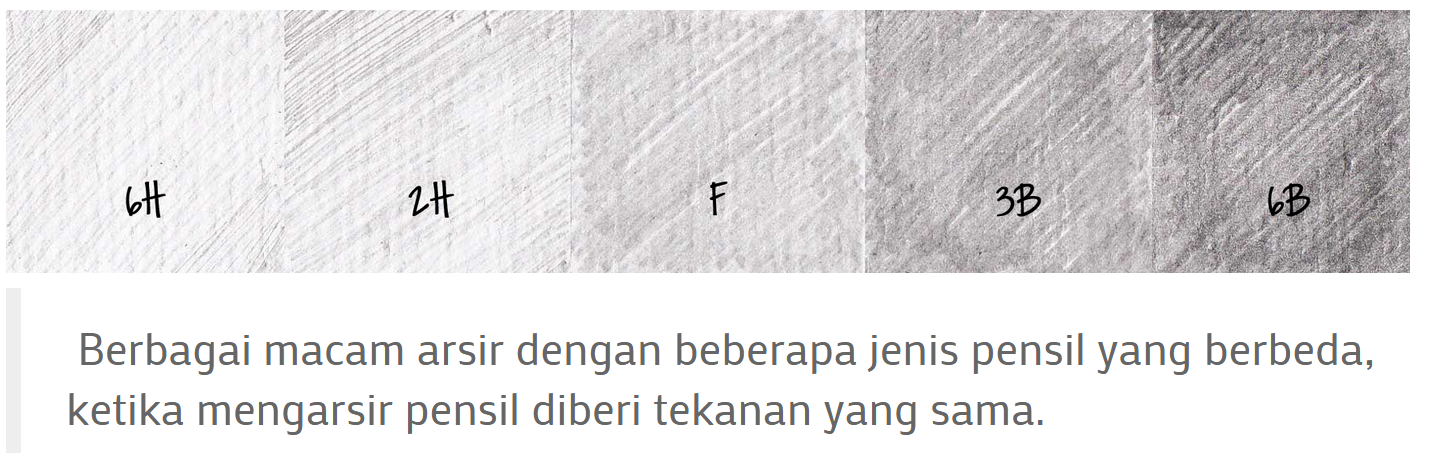 6H 2H F 3B 6B
Berbagai macam arsir dengan beberapa jenis pensil yang berbeda,
ketika mengarsir pensil diberi tekanan yang sama.